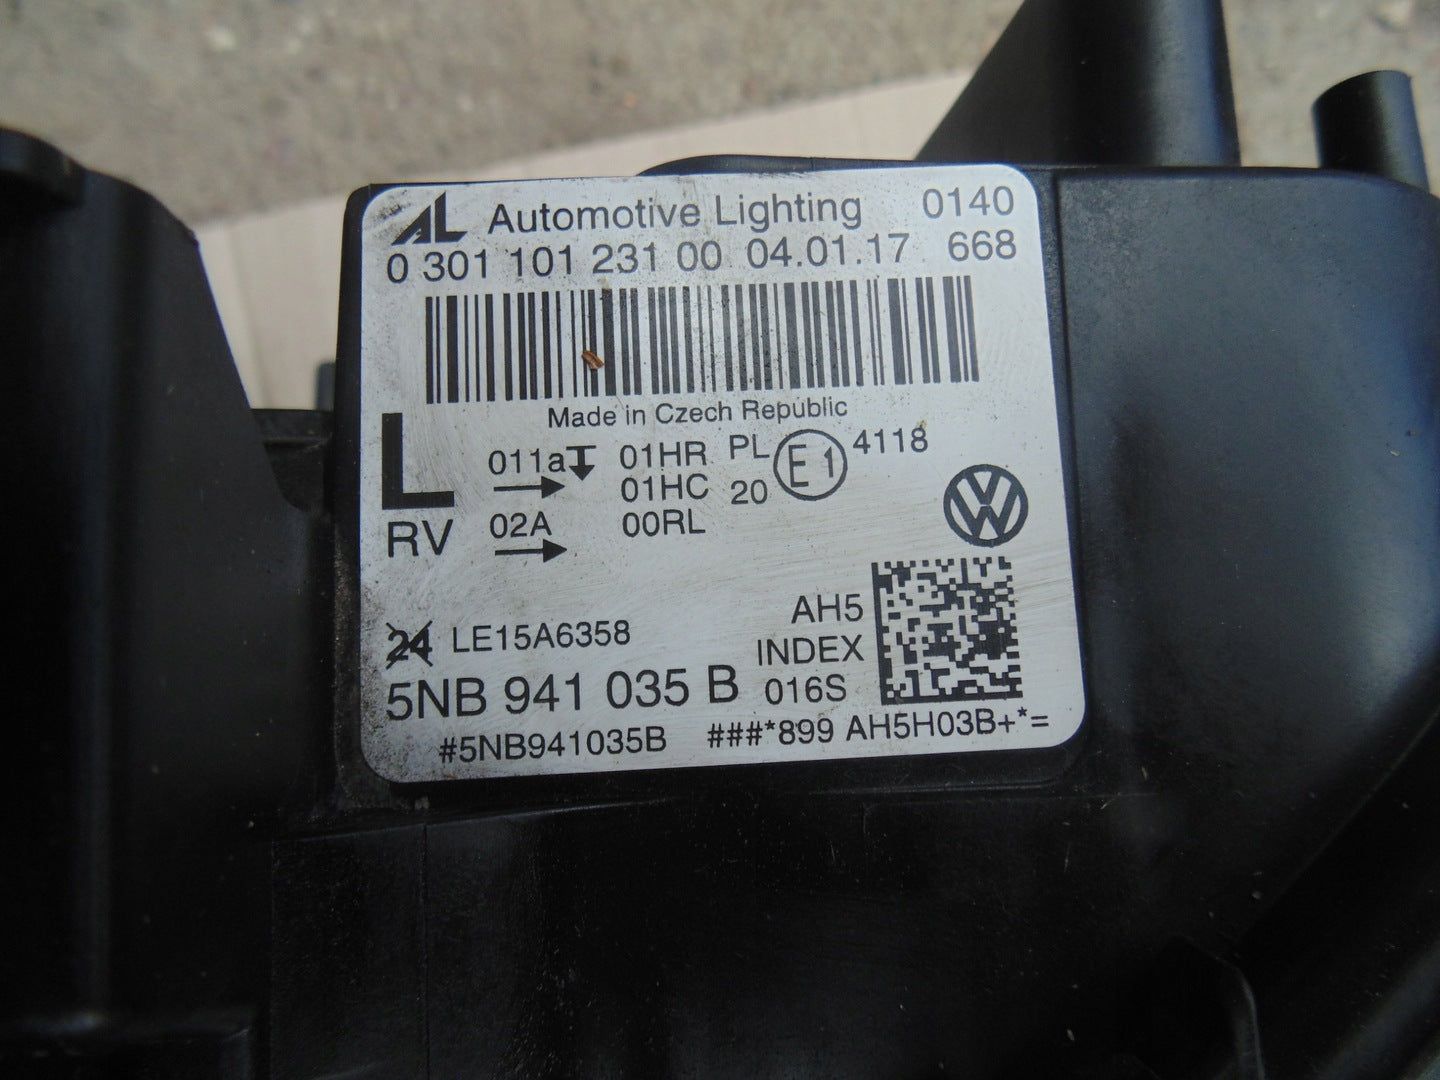 AL Automotive Lighting 0140
0 301 101 231 00 04.01.17 668
Made in Czech Republic
L
RV
011a 01HR PL E1 4118
01HC 20
02A 00RL
24 LE15A6358
AH5
INDEX
016S
5NB 941 035 B
#5NB941035B ###*899 AH5H03B+*=